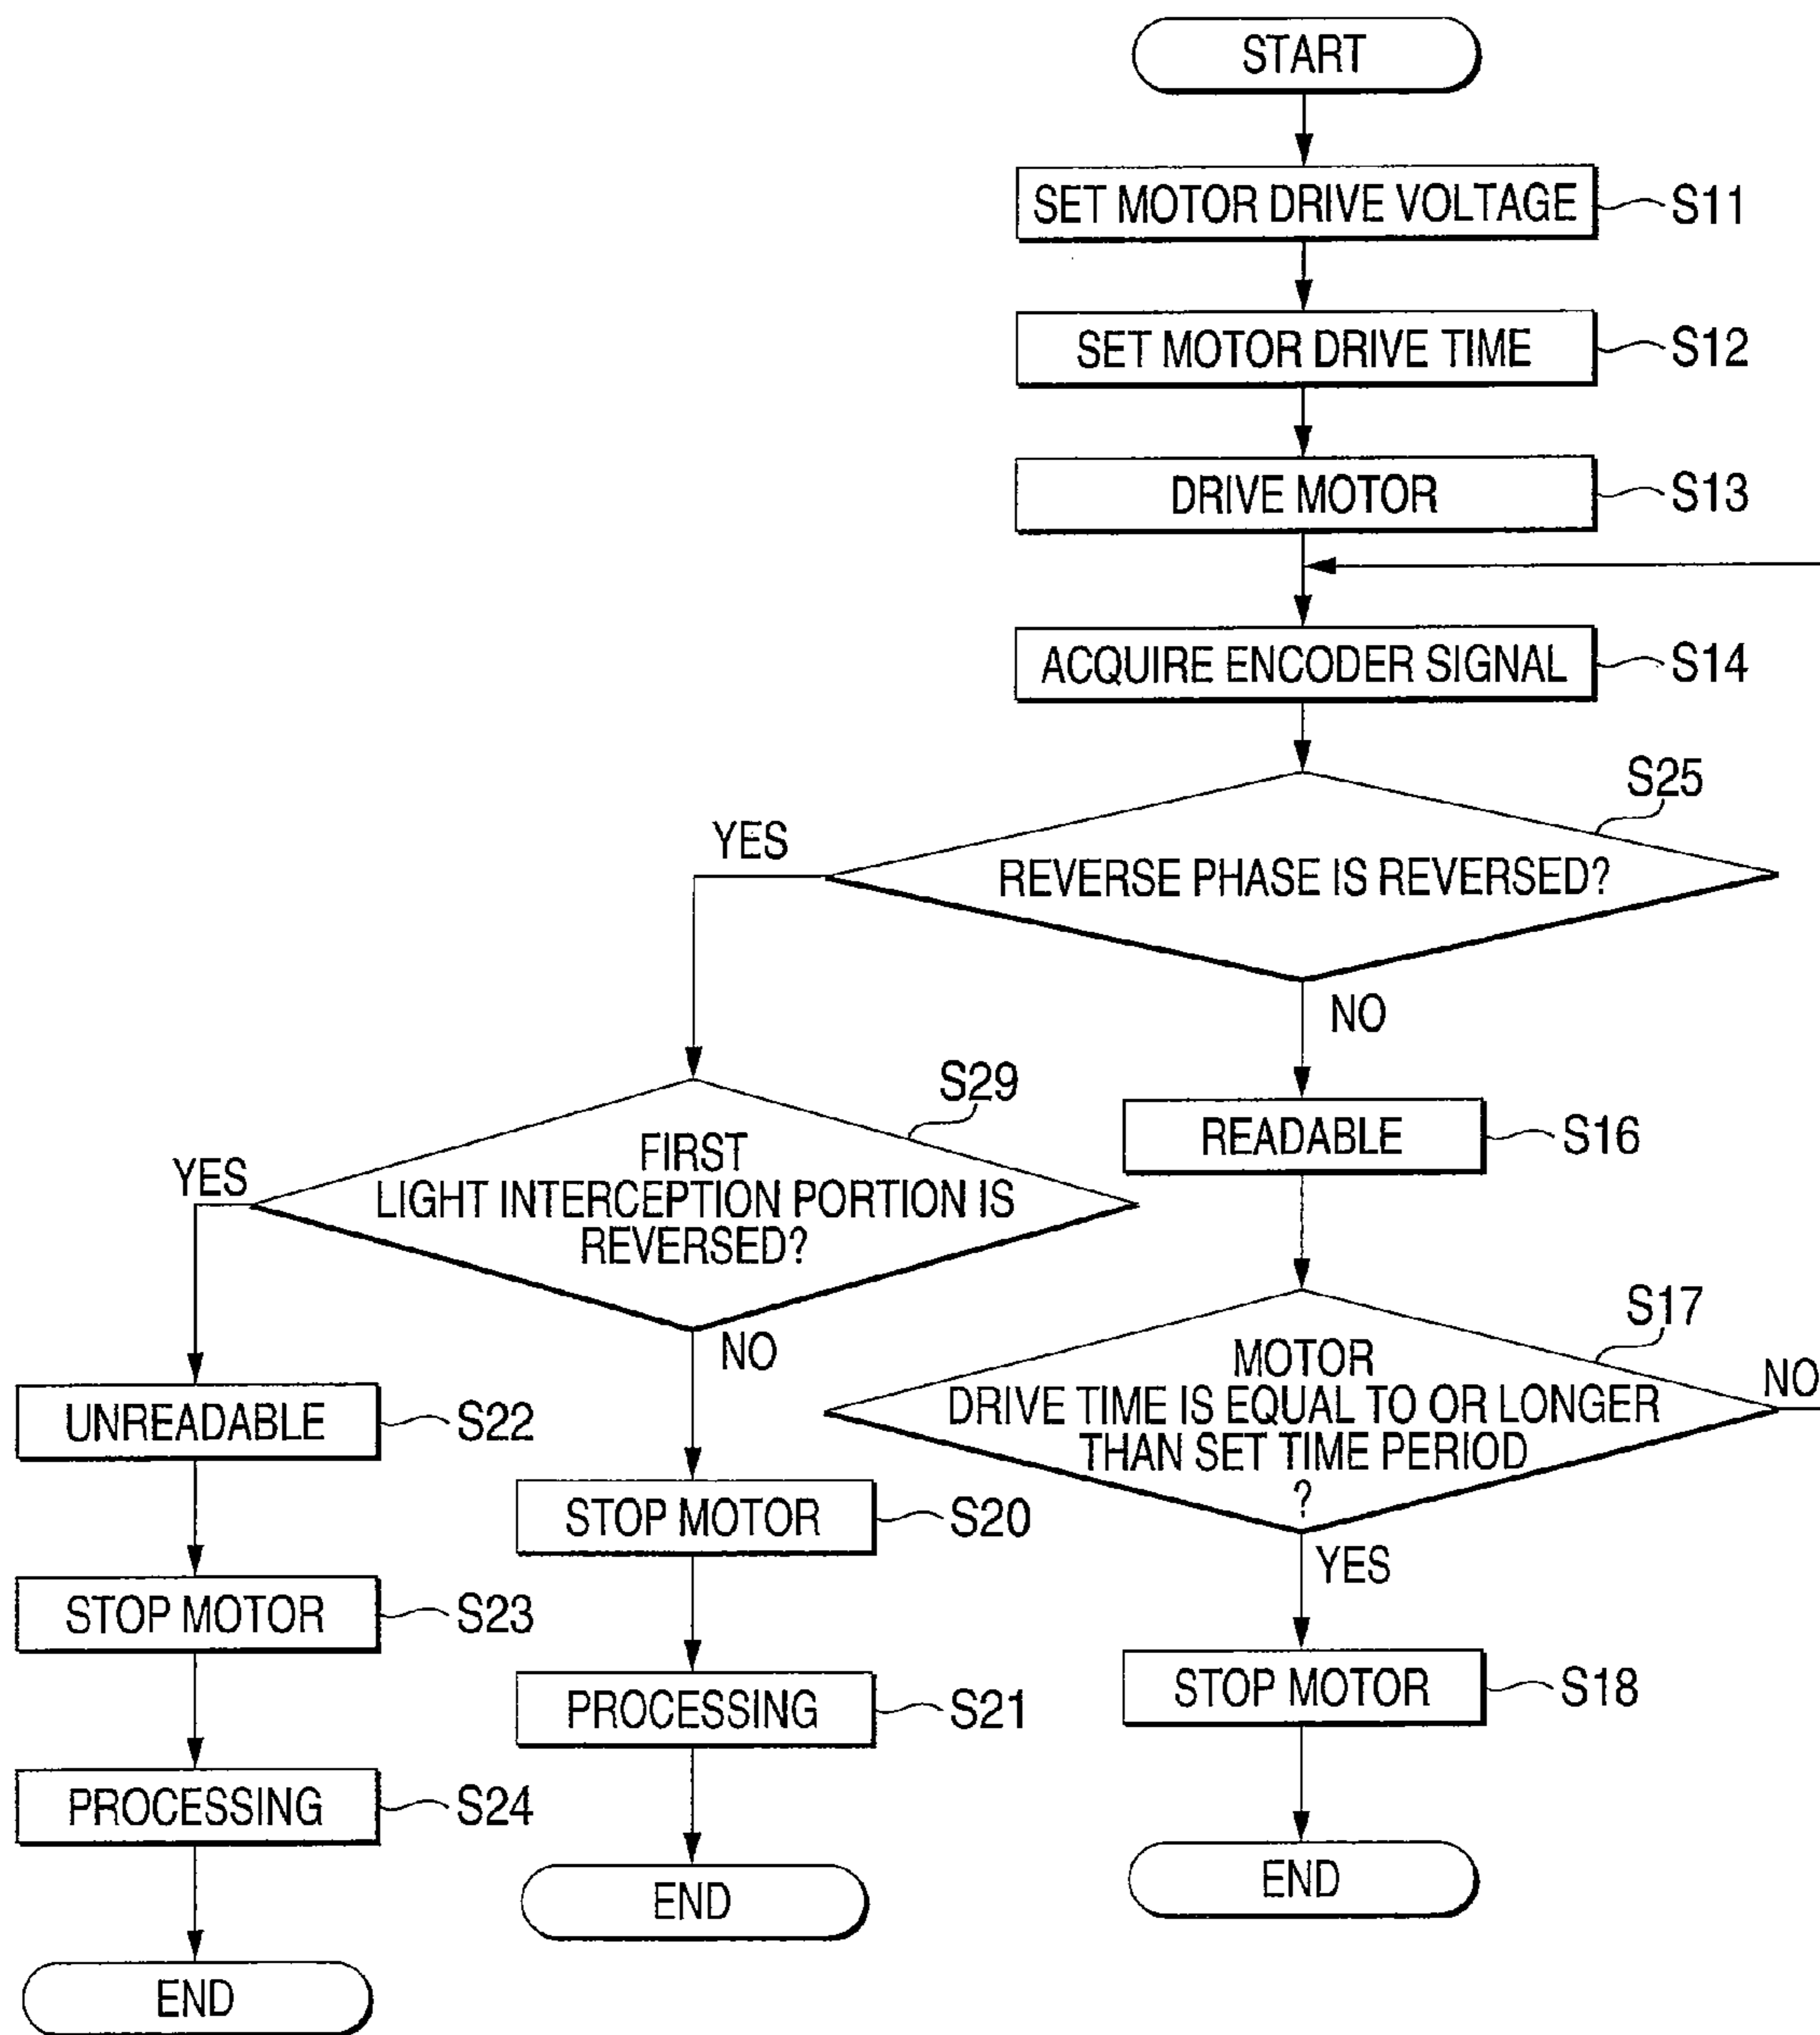 START
SET MOTOR DRIVE VOLTAGE
S11
SET MOTOR DRIVE TIME
S12
DRIVE MOTOR
S13
ACQUIRE ENCODER SIGNAL
S14
S25
YES
REVERSE PHASE IS REVERSED?
NO
S29
YES
FIRST
LIGHT INTERCEPTION PORTION IS
REVERSED?
NO
READABLE
S16
S17
MOTOR
DRIVE TIME IS EQUAL TO OR LONGER
THAN SET TIME PERIOD
?
NO
YES
UNREADABLE
S22
STOP MOTOR
S20
STOP MOTOR
S23
STOP MOTOR
S18
PROCESSING
S21
PROCESSING
S24
END
END
END